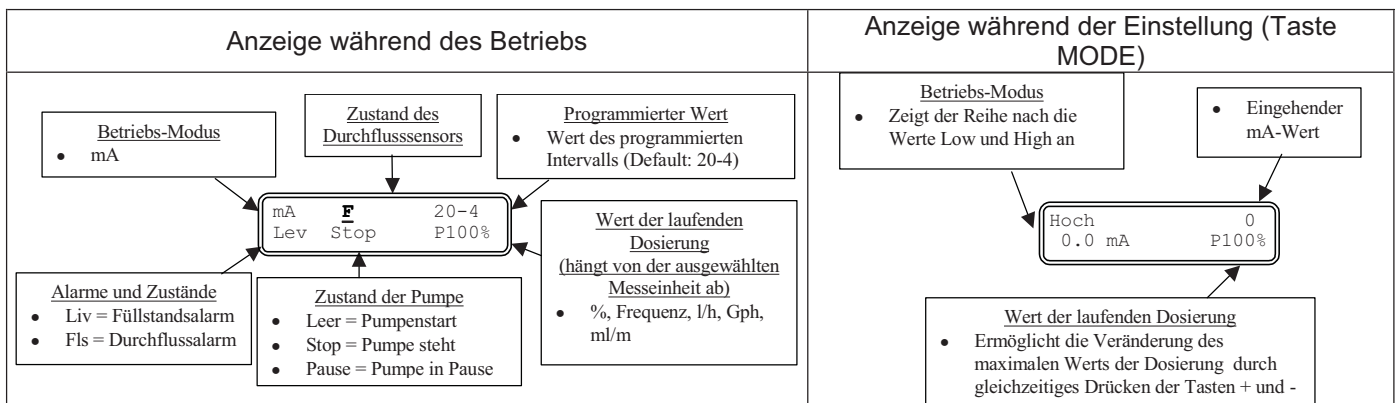 Anzeige während des Betriebs
Anzeige während der Einstellung (Taste
MODE)
Betriebs-Modus
• mA
Zustand des
Durchflusssensors
Programmierter Wert
• Wert des programmierten
Intervalls (Default: 20-4)
mA F 20-4
Lev Stop P100%
Alarme und Zustände
• Liv = Füllstandsalarm
• Fls = Durchflussalarm
Zustand der Pumpe
• Leer = Pumpenstart
• Stop = Pumpe steht
• Pause = Pumpe in Pause
Wert der laufenden
Dosierung
(hängt von der ausgewählten
Messeinheit ab)
• %, Frequenz, l/h, Gph,
ml/m
Betriebs-Modus
• Zeigt der Reihe nach die
Werte Low und High an
• Eingehender
mA-Wert
Hoch 0
0.0 mA P100%
Wert der laufenden Dosierung
• Ermöglicht die Veränderung des
maximalen Werts der Dosierung durch
gleichzeitiges Drücken der Tasten + und -